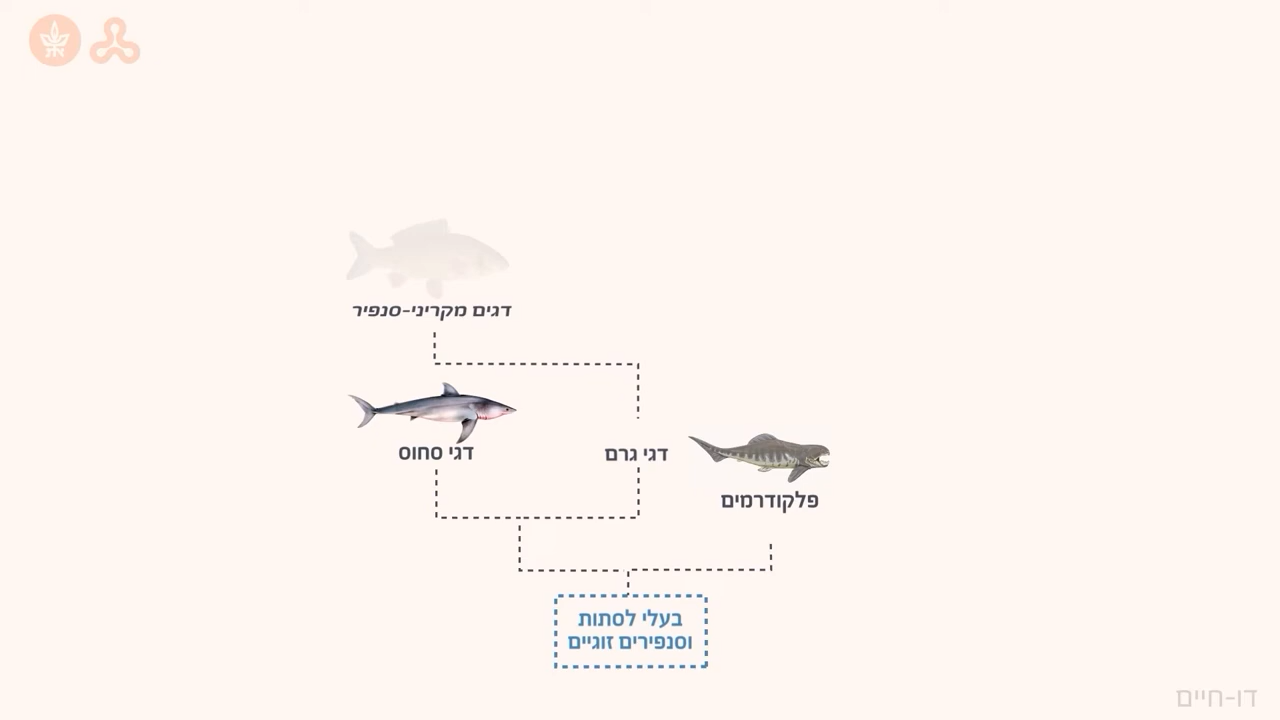 דגים מקריני-סנפיר
דגי סחוס
דגי גרם
פלקודרמים
בעלי לסתות
וסנפירים זוגיים
דו-חיים